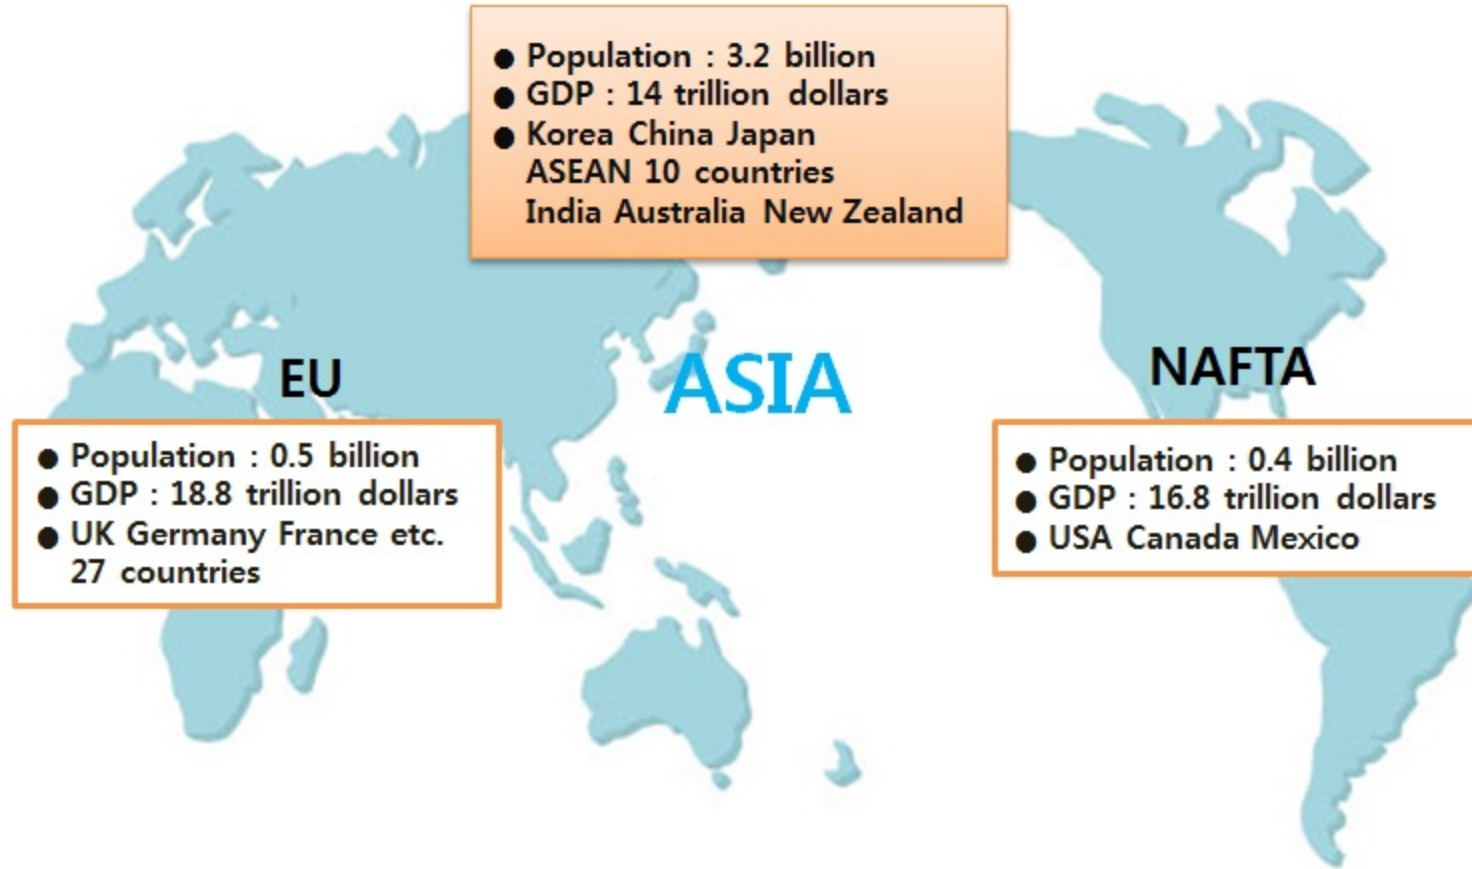 ● Population : 3.2 billion
● GDP : 14 trillion dollars
● Korea China Japan
ASEAN 10 countries
India Australia New Zealand
EU
ASIA
NAFTA
● Population : 0.5 billion
● GDP : 18.8 trillion dollars
● UK Germany France etc.
27 countries
● Population : 0.4 billion
● GDP : 16.8 trillion dollars
● USA Canada Mexico